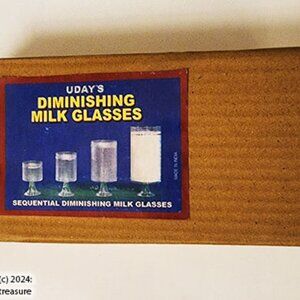 UDAY'S
DIMINISHING
MILK GLASSES
MADE IN INDIA
SEQUENTIAL DIMINISHING MILK GLASSES
(c) 2024:
treasure